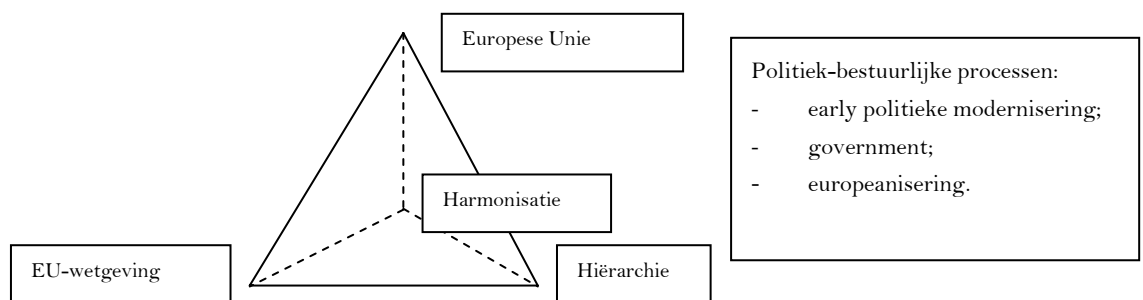 Europese Unie
Politiek-bestuurlijke processen:
- early politieke modernisering;
- government;
- europeanisering.
Harmonisatie
EU-wetgeving
Hiërarchie